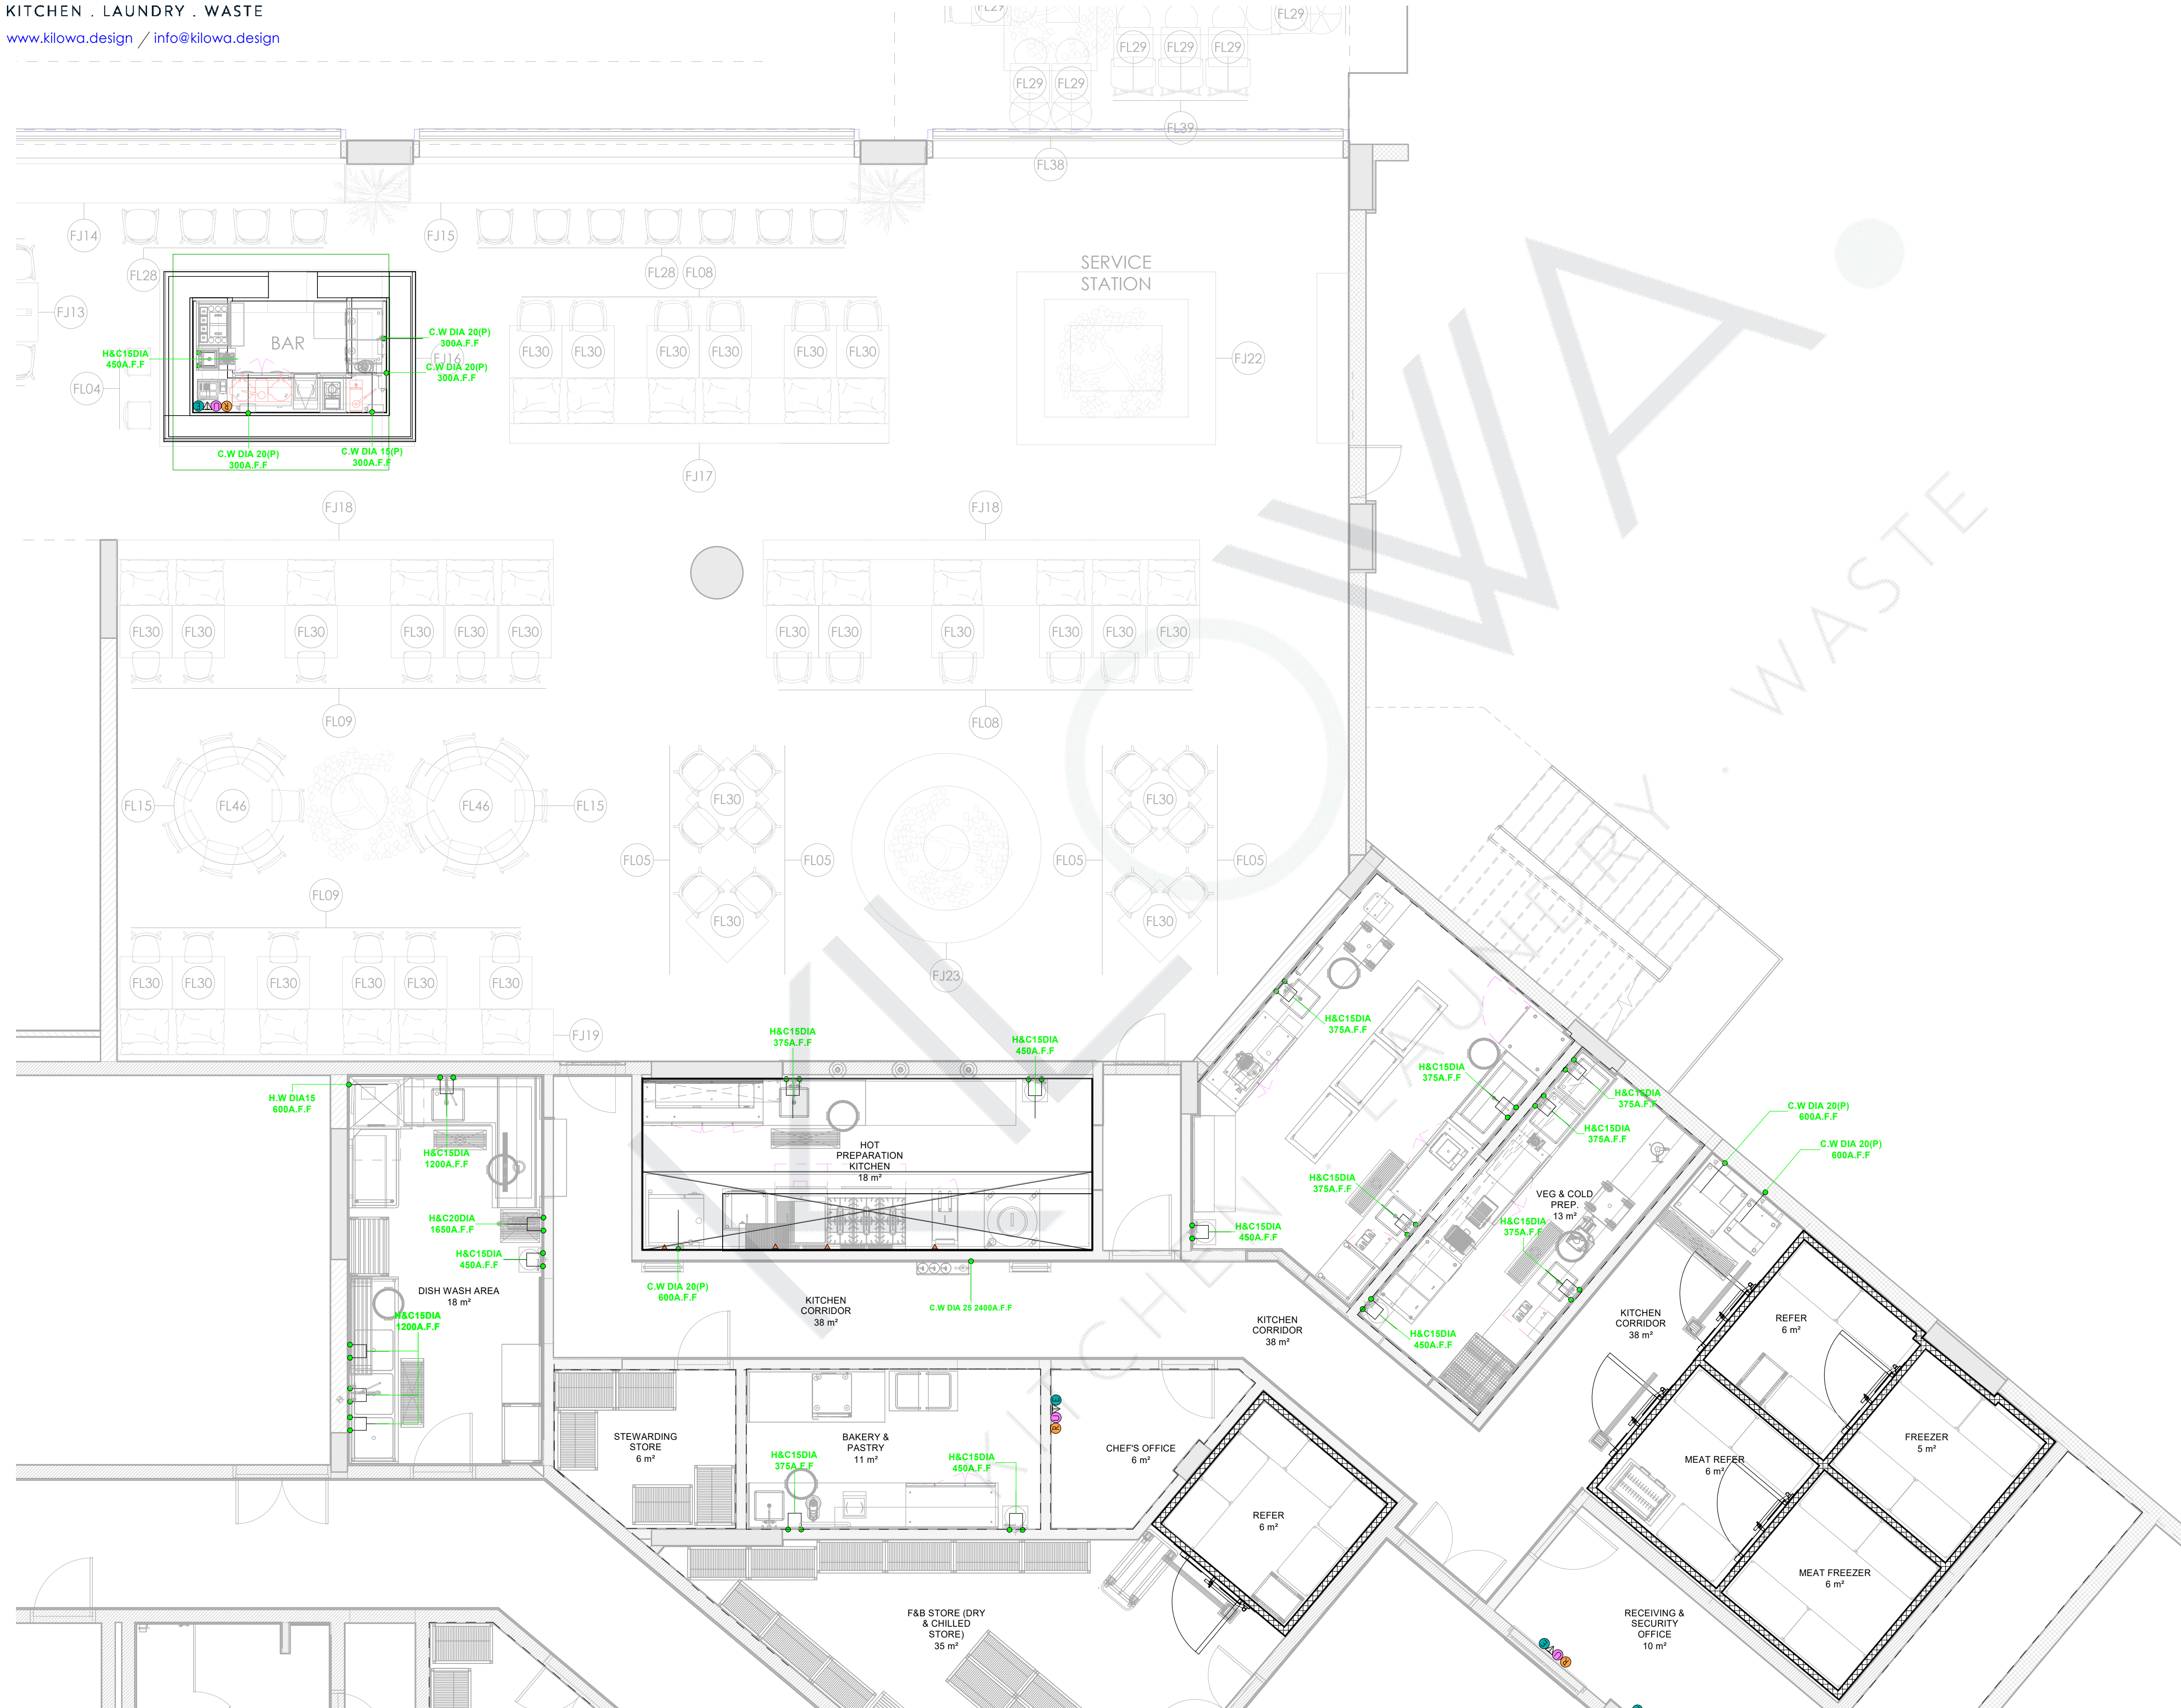 KITCHEN . LAUNDRY . WASTE
www.kilowa.design / info@kilowa.design
FL29
FL29
FL29
FL29
FL29
FL29
FL29
FL39
FL38
FJ14
FJ15
FL28
FL28
FL08
SERVICE
STATION
FJ13
BAR
C.W DIA 20(P)
300A.F.F
H&C15DIA
450A.F.F
FJ16
C.W DIA 20(P)
300A.F.F
FL04
FL30
FL30
FL30
FL30
FL30
FL30
FJ22
E
U
R
C.W DIA 20(P)
300A.F.F
C.W DIA 15(P)
300A.F.F
FJ17
FJ18
FJ18
FL30
FL30
FL30
FL30
FL30
FL30
FL30
FL30
FL30
FL30
FL30
FL30
FL09
FL08
FL15
FL46
FL46
FL15
FL30
FL30
FL05
FL05
FL05
FL05
FL09
FL30
FL30
FJ23
FL30
FL30
FL30
FL30
FL30
FL30
FJ19
H&C15DIA
375A.F.F
H&C15DIA
450A.F.F
H&C15DIA
375A.F.F
H&C15DIA
375A.F.F
H.W DIA15
600A.F.F
H&C15DIA
375A.F.F
C.W DIA 20(P)
600A.F.F
H&C15DIA
375A.F.F
C.W DIA 20(P)
600A.F.F
H&C15DIA
1200A.F.F
HOT
PREPARATION
KITCHEN
18 m²
H&C15DIA
375A.F.F
VEG & COLD
PREP.
13 m²
H&C20DIA
1650A.F.F
H&C15DIA
450A.F.F
H&C15DIA
375A.F.F
H&C15DIA
450A.F.F
DISH WASH AREA
18 m²
C.W DIA 20(P)
600A.F.F
KITCHEN
CORRIDOR
38 m²
C.W DIA 25 2400A.F.F
H&C15DIA
1200A.F.F
KITCHEN
CORRIDOR
38 m²
H&C15DIA
450A.F.F
KITCHEN
CORRIDOR
38 m²
REFER
6 m²
STEWARDING
STORE
6 m²
BAKERY &
PASTRY
11 m²
H&C15DIA
375A.F.F
H&C15DIA
450A.F.F
E
U
R
CHEF'S OFFICE
6 m²
REFER
6 m²
MEAT REFER
6 m²
FREEZER
5 m²
MEAT FREEZER
6 m²
F&B STORE (DRY
& CHILLED
STORE)
35 m²
RECEIVING &
SECURITY
OFFICE
10 m²
E
U
R
KILOWA
KITCHEN . LAUNDRY . WASTE